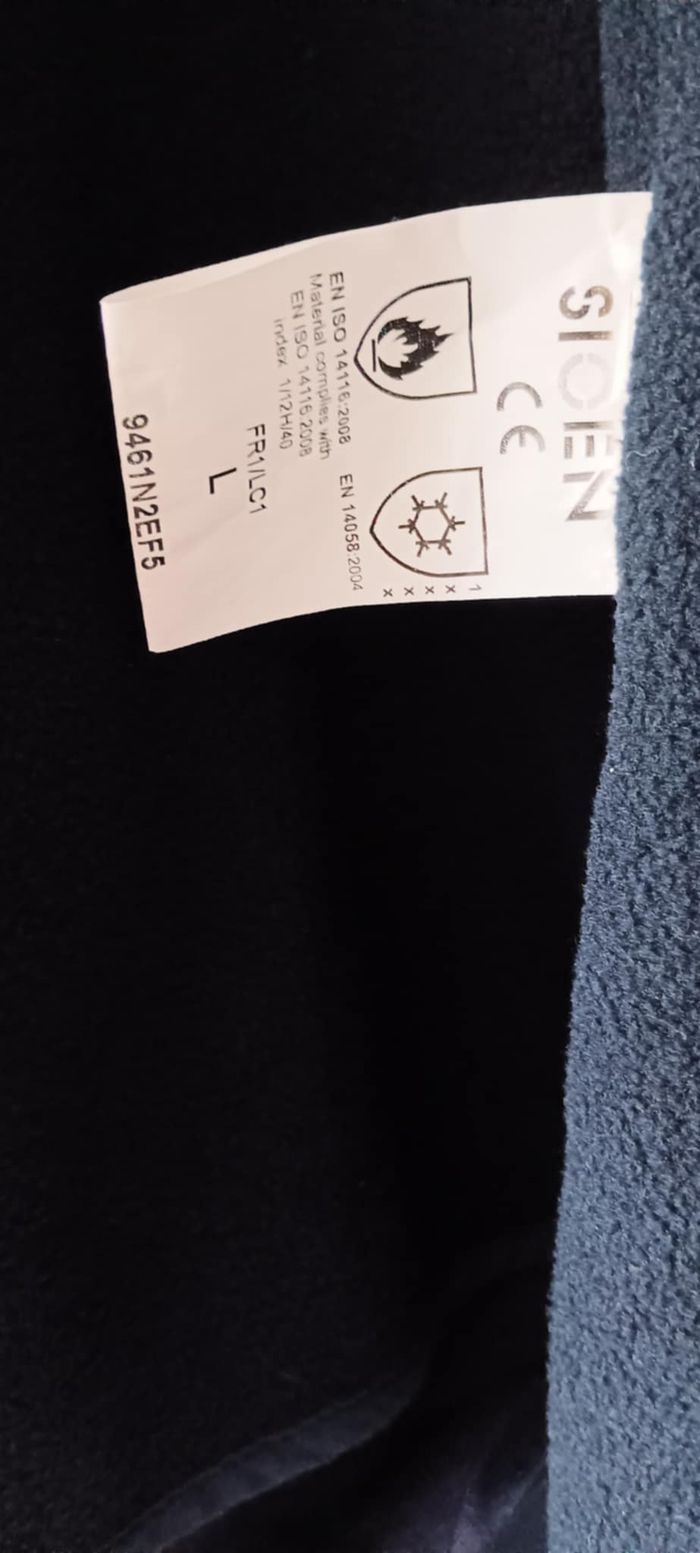 SIOEN
CE
1
x
x
x
x
EN ISO 14116:2008
Material complies with
EN ISO 14116:2008
index 1/12H/40
EN 14058:2004
FR1/LC1
L
9461N2EF5